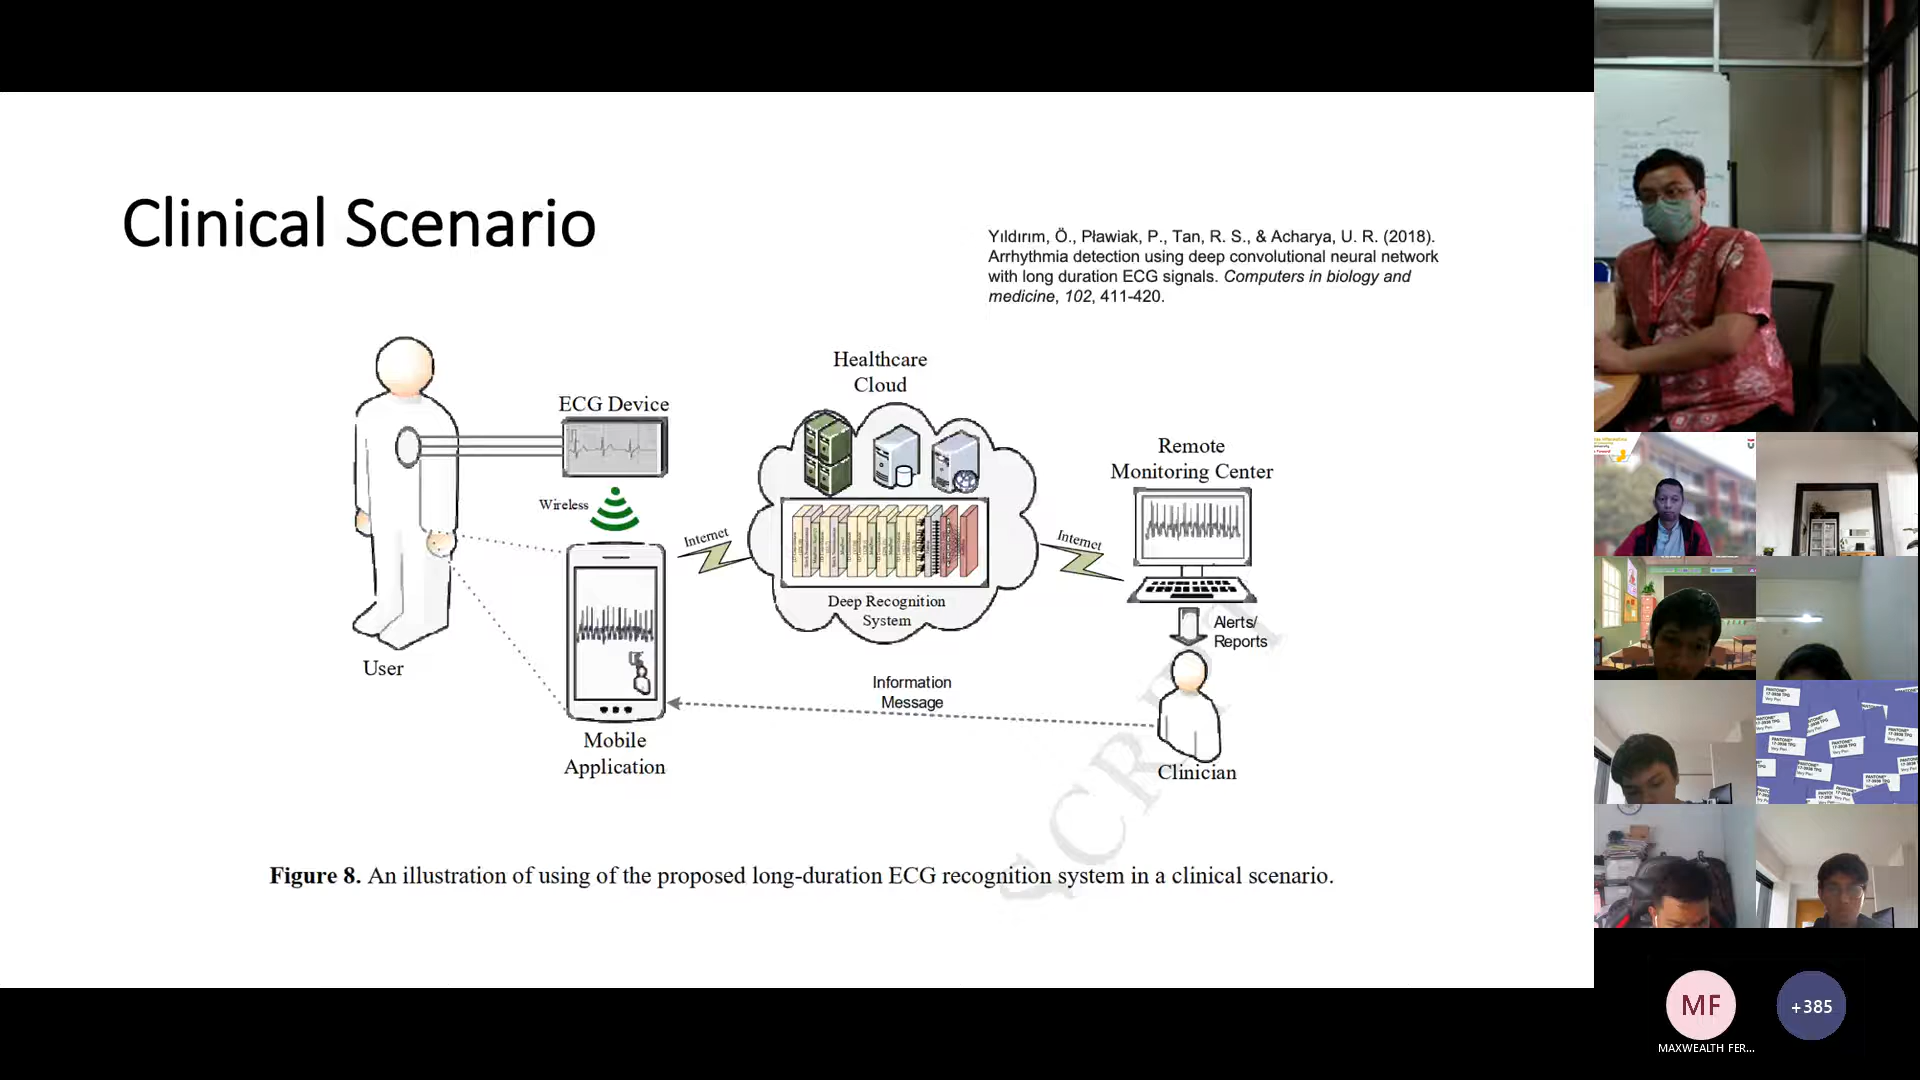 Clinical Scenario
Yıldırım, Ö., Pławiak, P., Tan, R. S., & Acharya, U. R. (2018).
Arrhythmia detection using deep convolutional neural network
with long duration ECG signals. Computers in biology and
medicine, 102, 411-420.
Healthcare
Cloud
ECG Device
Remote
Monitoring Center
Wireless
Internet
Internet
Deep Recognition
System
Alerts/
Reports
User
Information
Message
Mobile
Application
Clinician
SCRIPT
Figure 8. An illustration of using of the proposed long-duration ECG recognition system in a clinical scenario.
MF
+385
MAXWEALTH FER...